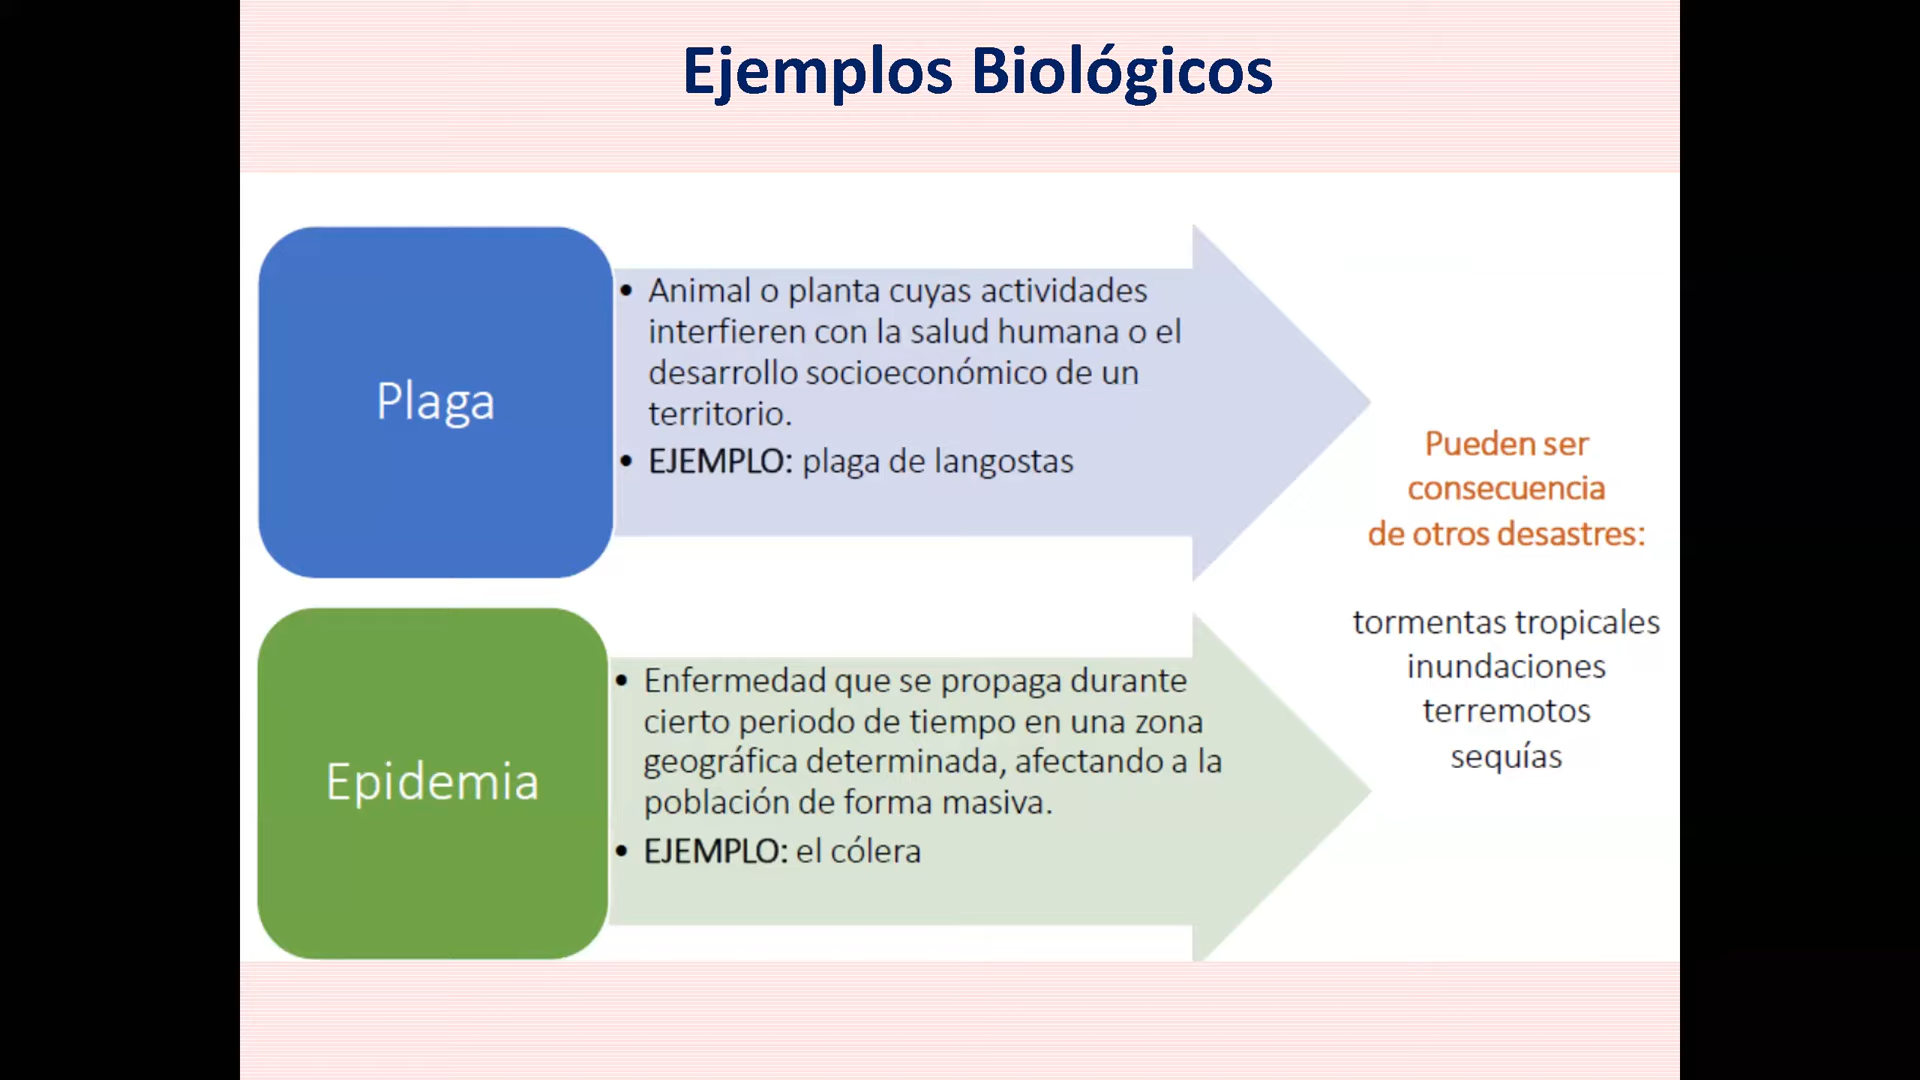 Ejemplos Biológicos
Plaga
• Animal o planta cuyas actividades
interfieren con la salud humana o el
desarrollo socioeconómico de un
territorio.
• EJEMPLO: plaga de langostas
Epidemia
• Enfermedad que se propaga durante
cierto periodo de tiempo en una zona
geográfica determinada, afectando a la
población de forma masiva.
• EJEMPLO: el cólera
Pueden ser
consecuencia
de otros desastres:
tormentas tropicales
inundaciones
terremotos
sequías